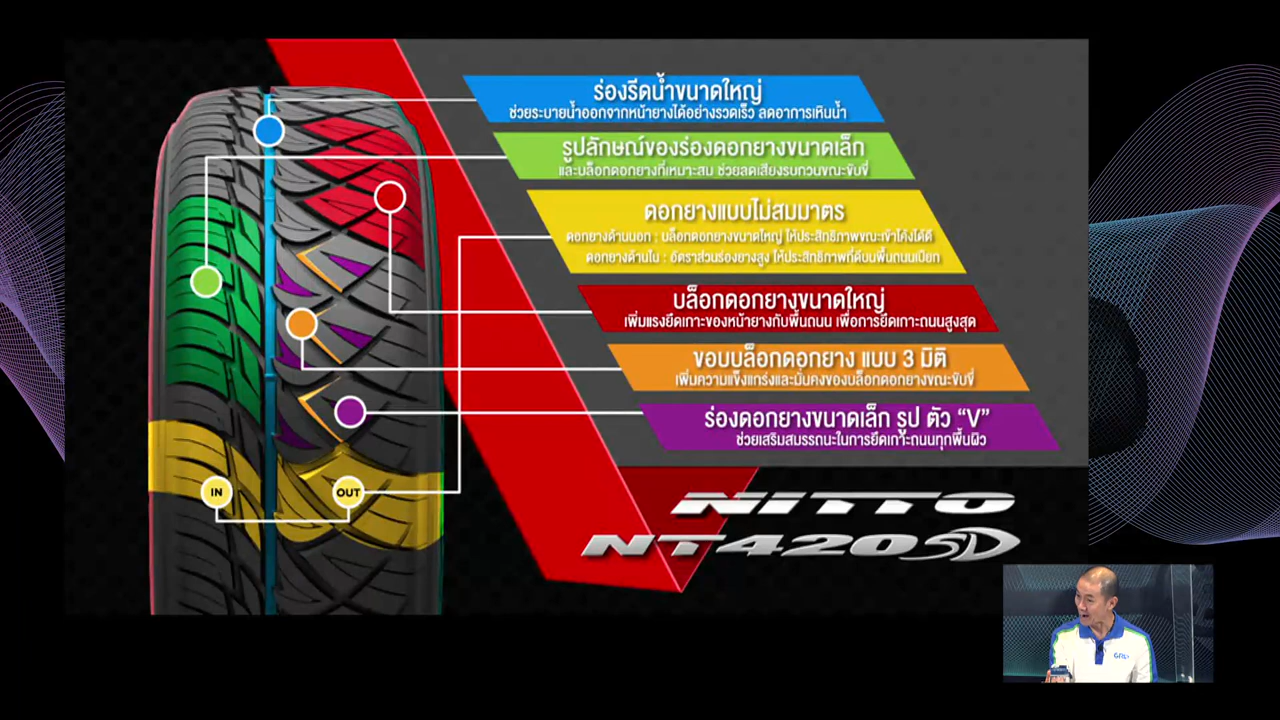 ร่องรีดน้ำขนาดใหญ่
ช่วยระบายน้ำออกจากหน้ายางได้อย่างรวดเร็ว ลดอาการเหินน้ำ
รูปลักษณ์ของร่องดอกยางขนาดเล็ก
และบล็อกดอกยางที่เหมาะสม ช่วยลดเสียงรบกวนขณะขับขี่
ดอกยางแบบไม่สมมาตร
ดอกยางด้านนอก : บล็อกดอกยางขนาดใหญ่ ให้ประสิทธิภาพขณะเข้าโค้งได้ดี
ดอกยางด้านใน : อัตราส่วนร่องยางสูง ให้ประสิทธิภาพที่ดีบนพื้นถนนเปียก
บล็อกดอกยางขนาดใหญ่
เพิ่มแรงยึดเกาะของหน้ายางกับพื้นถนน เพื่อการยึดเกาะถนนสูงสุด
ขอบบล็อกดอกยาง แบบ 3 มิติ
เพิ่มความแข็งแกร่งและมั่นคงของบล็อกดอกยางขณะขับขี่
ร่องดอกยางขนาดเล็ก รูป ตัว “V”
ช่วยเสริมสมรรถนะในการยึดเกาะถนนทุกพื้นผิว
IN OUT
NITTO
NT420SD